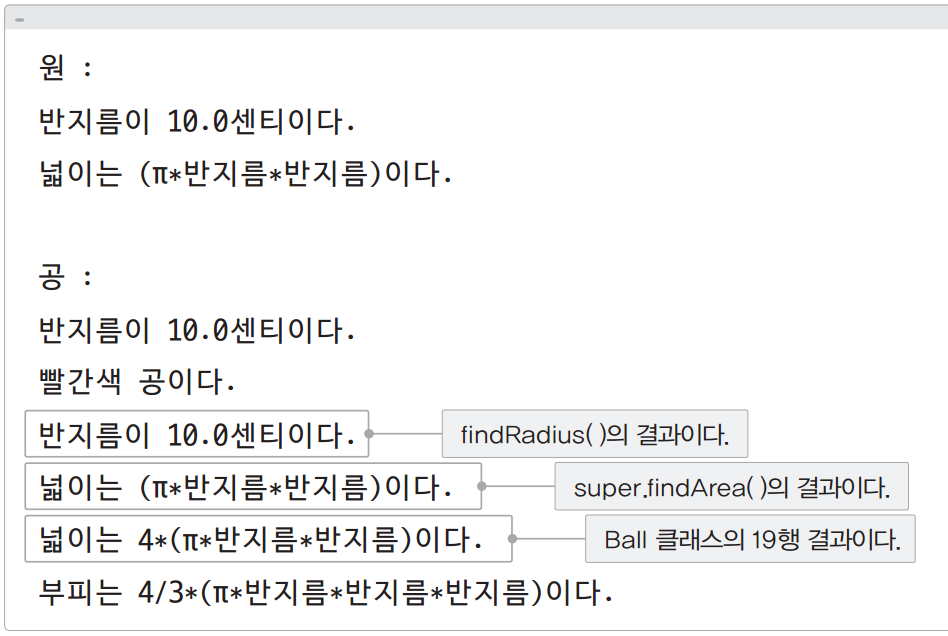 원 :
반지름이 10.0센티이다.
넓이는 (π*반지름*반지름)이다.
공 :
반지름이 10.0센티이다.
빨간색 공이다.
반지름이 10.0센티이다.
findRadius( )의 결과이다.
넓이는 (π*반지름*반지름)이다.
super.findArea( )의 결과이다.
넓이는 4*(π*반지름*반지름)이다.
Ball 클래스의 19행 결과이다.
부피는 4/3*(π*반지름*반지름*반지름)이다.